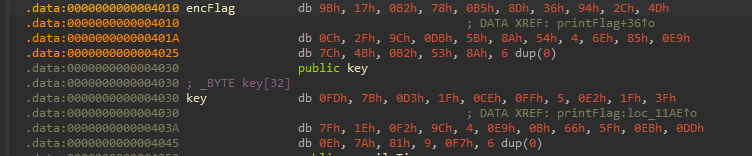 .data:0000000000004010 encFlag db 9Bh, 17h, 0B2h, 78h, 0B5h, 8Dh, 36h, 94h, 2Ch, 4Dh
.data:0000000000004010 ; DATA XREF: printFlag+36↑o
.data:000000000000401A db 0Ch, 2Fh, 9Ch, 0DBh, 5Bh, 8Ah, 54h, 4, 6Eh, 85h, 0E9h
.data:0000000000004025 db 7Ch, 4Bh, 0B2h, 53h, 8Ah, 6 dup(0)
.data:0000000000004030 public key
.data:0000000000004030 ; _BYTE key[32]
.data:0000000000004030 key db 0FDh, 7Bh, 0D3h, 1Fh, 0CEh, 0FFh, 5, 0E2h, 1Fh, 3Fh
.data:0000000000004030 ; DATA XREF: printFlag:loc_11AE↑o
.data:000000000000403A db 7Fh, 1Eh, 0F2h, 9Ch, 4, 0E9h, 0Bh, 66h, 5Fh, 0EBh, 0DDh
.data:0000000000004045 db 0Eh, 7Ah, 81h, 9, 0F7h, 6 dup(0)